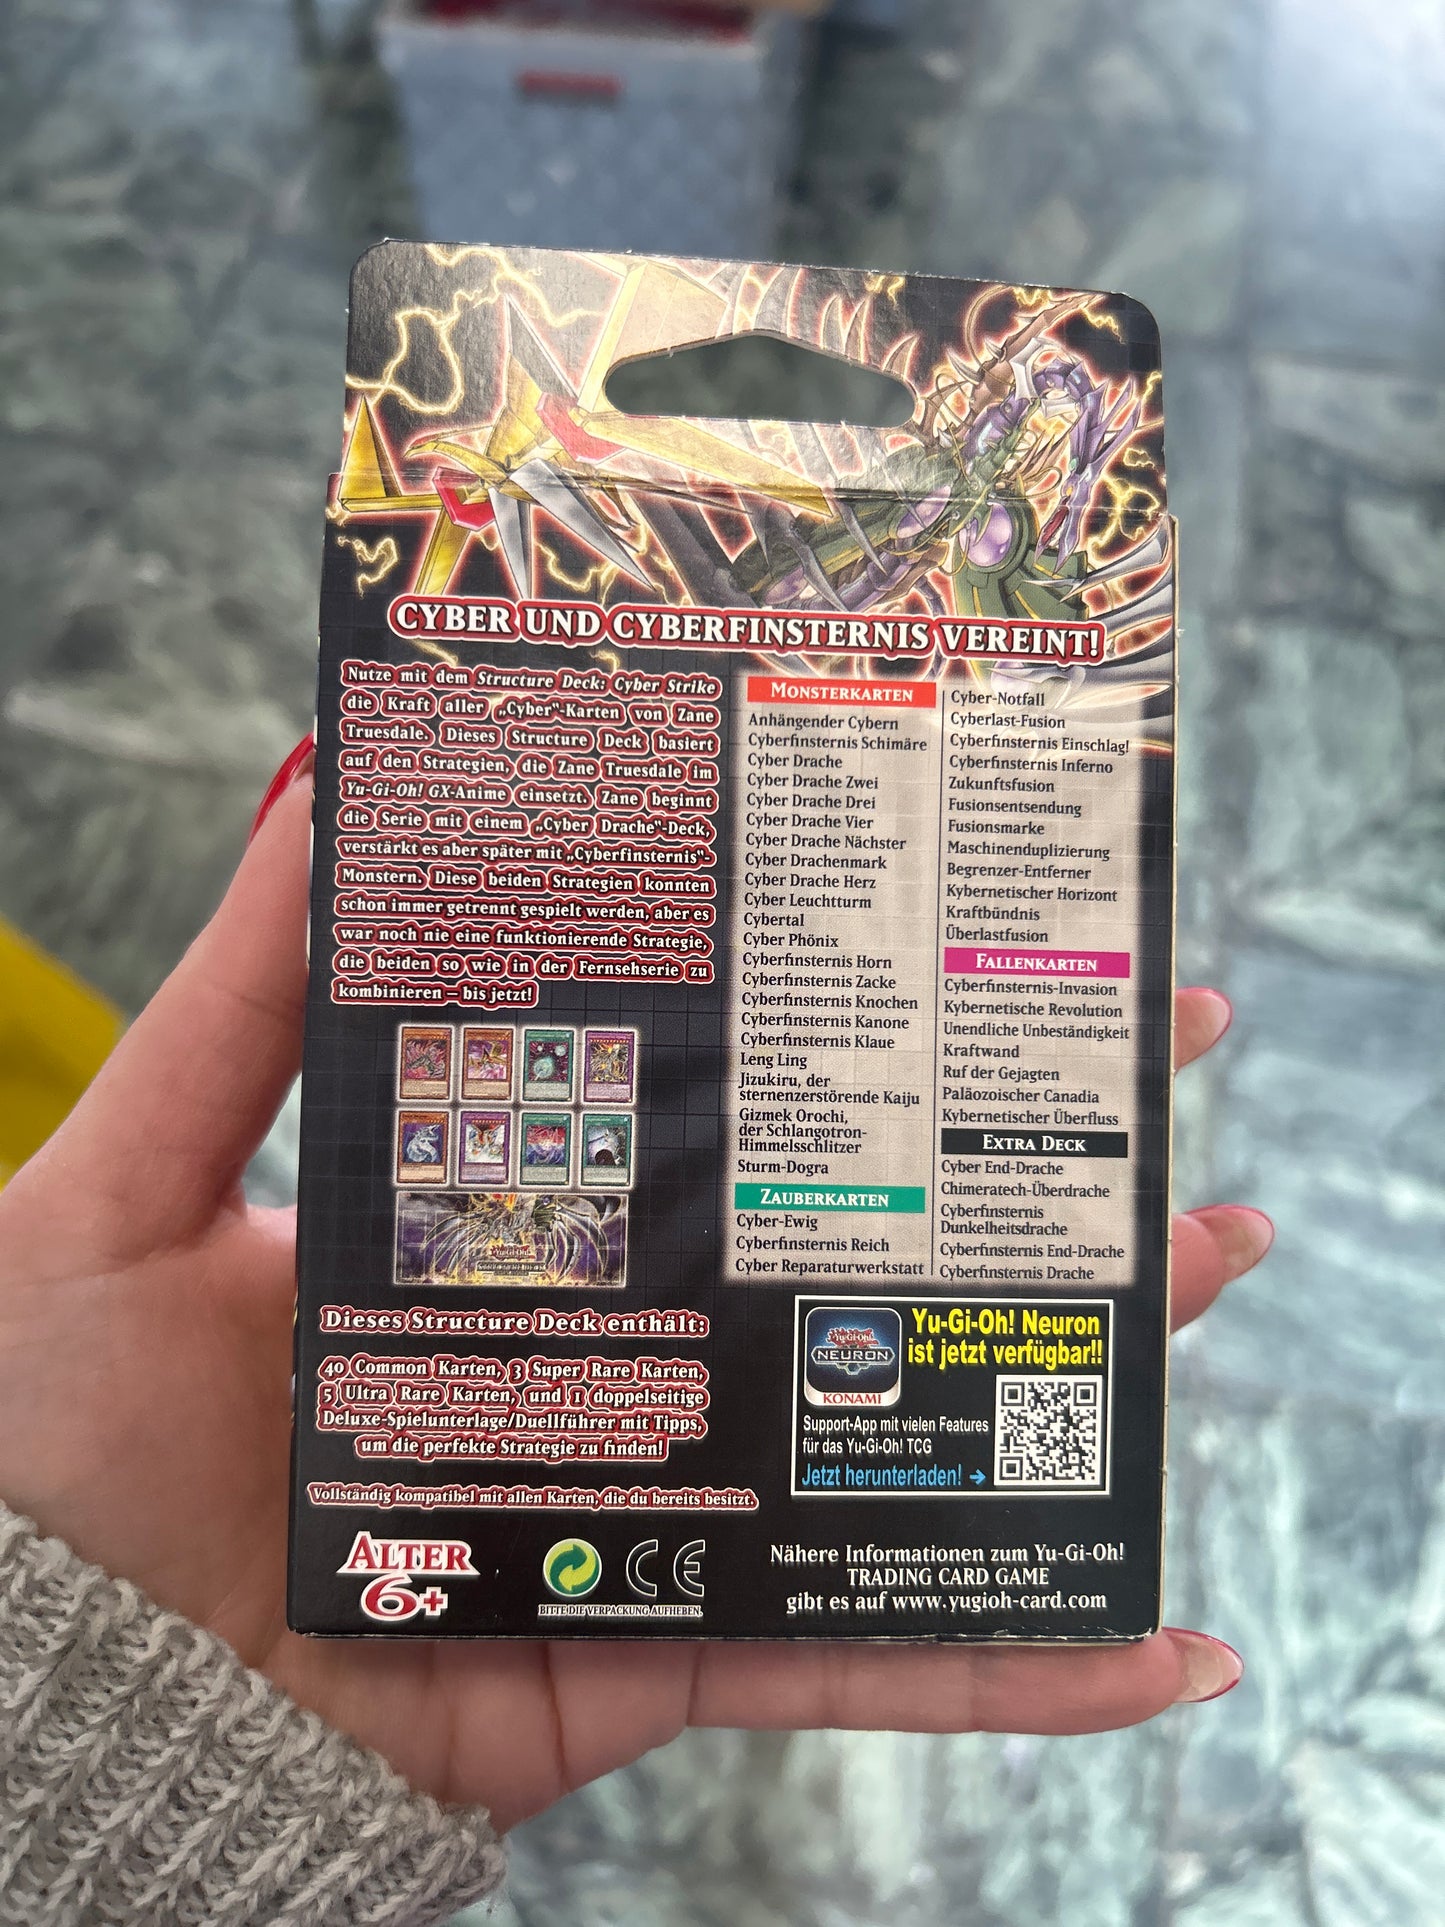 CYBER UND CYBERFINSTERNIS VEREINT!
Nutze mit dem Structure Deck: Cyber Strike
die Kraft aller „Cyber“-Karten von Zane
Truesdale. Dieses Structure Deck basiert
auf den Strategien, die Zane Truesdale im
Yu-Gi-Oh! GX-Anime einsetzt. Zane beginnt
die Serie mit einem „Cyber Drache“-Deck,
verstärkt es aber später mit „Cyberfinsternis“-
Monstern. Diese beiden Strategien konnten
schon immer getrennt gespielt werden, aber es
war noch nie eine funktionierende Strategie,
die beiden so wie in der Fernsehserie zu
kombinieren – bis jetzt!
MONSTERKARTEN
Anhängender Cybern
Cyberfinsternis Schimäre
Cyber Drache
Cyber Drache Zwei
Cyber Drache Drei
Cyber Drache Vier
Cyber Drache Nächster
Cyber Drachenmark
Cyber Drache Herz
Cyber Leuchtturm
Cybertal
Cyber Phönix
Cyberfinsternis Horn
Cyberfinsternis Zacke
Cyberfinsternis Knochen
Cyberfinsternis Kanone
Cyberfinsternis Klaue
Leng Ling
Jizukiru, der
sternenzerstörende Kaiju
Gizmek Orochi,
der Schlangotron-
Himmelsschlitzer
Sturm-Dogra
ZAUBERKARTEN
Cyber-Ewig
Cyberfinsternis Reich
Cyber Reparaturwerkstatt
Cyber-Notfall
Cyberlast-Fusion
Cyberfinsternis Einschlag!
Cyberfinsternis Inferno
Zukunftsfusion
Fusionsentsendung
Fusionsmarke
Maschinenduplizierung
Begrenzer-Entferner
Kybernetischer Horizont
Kraftbündnis
Überlastfusion
FALLENKARTEN
Cyberfinsternis-Invasion
Kybernetische Revolution
Unendliche Unbeständigkeit
Kraftwand
Ruf der Gejagten
Paläozoischer Canadia
Kybernetischer Überfluss
EXTRA DECK
Cyber End-Drache
Chimeratech-Überdrache
Cyberfinsternis
Dunkelheitsdrache
Cyberfinsternis End-Drache
Cyberfinsternis Drache
Yu-Gi-Oh!
Dieses Structure Deck enthält:
40 Common Karten, 3 Super Rare Karten,
5 Ultra Rare Karten, und 1 doppelseitige
Deluxe-Spielunterlage/Duellführer mit Tipps,
um die perfekte Strategie zu finden!
Vollständig kompatibel mit allen Karten, die du bereits besitzt.
Yu-Gi-Oh!
NEURON
KONAMI
Yu-Gi-Oh! Neuron
ist jetzt verfügbar!!
Support-App mit vielen Features
für das Yu-Gi-Oh! TCG
Jetzt herunterladen! ➔
ALTER
6+
CE
BITTE DIE VERPACKUNG AUFHEBEN.
Nähere Informationen zum Yu-Gi-Oh!
TRADING CARD GAME
gibt es auf www.yugioh-card.com